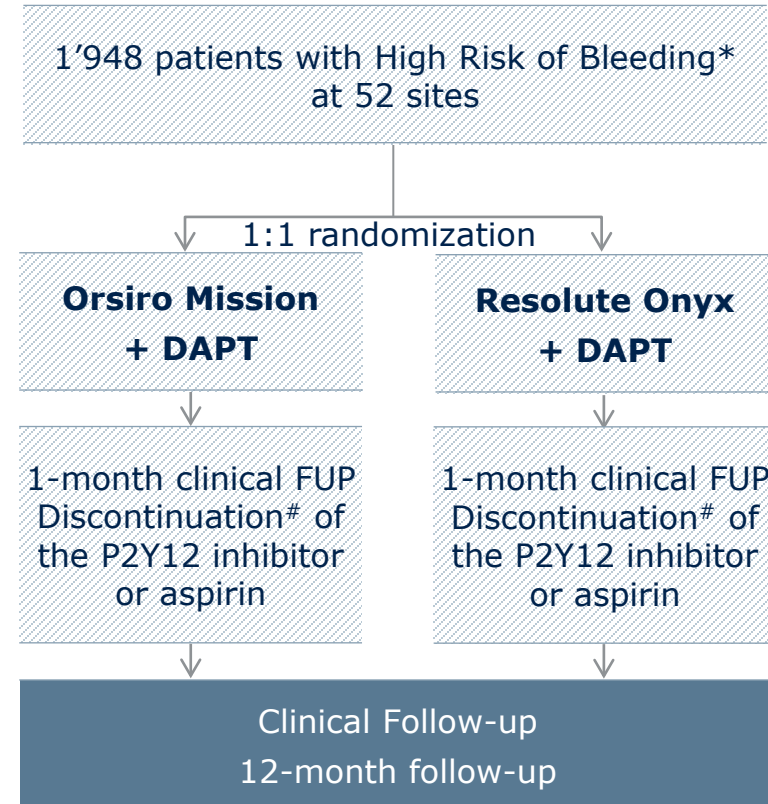 1’948 patients with High Risk of Bleeding*
at 52 sites
1:1 randomization
Orsiro Mission
+ DAPT
Resolute Onyx
+ DAPT
1-month clinical FUP
Discontinuation# of
the P2Y12 inhibitor
or aspirin
1-month clinical FUP
Discontinuation# of
the P2Y12 inhibitor
or aspirin
Clinical Follow-up
12-month follow-up